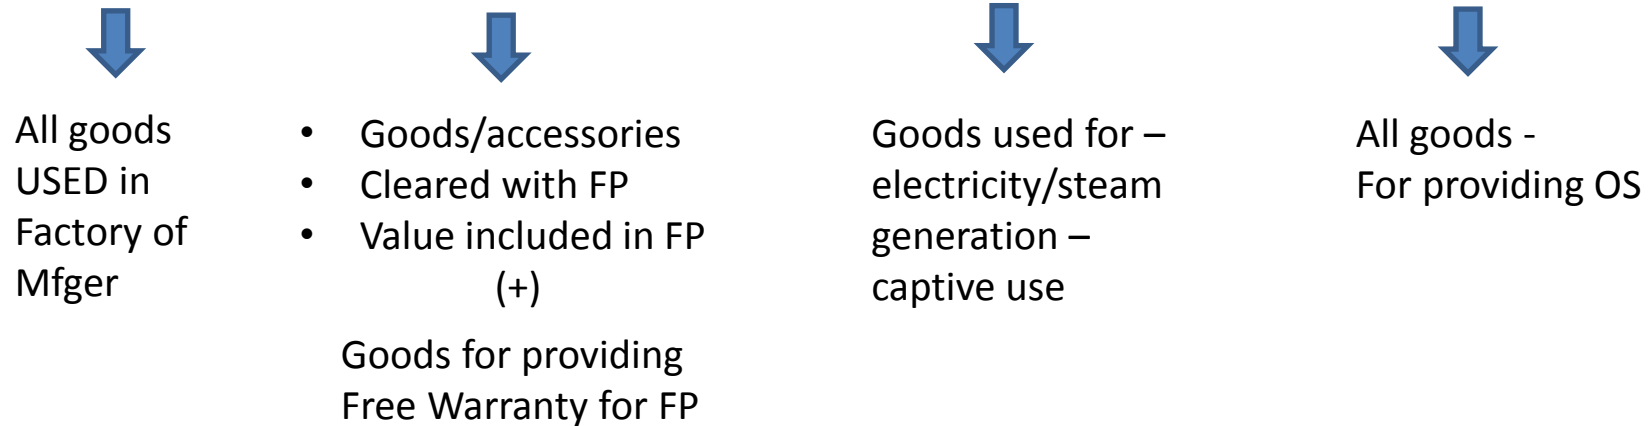 All goods
USED in
Factory of
Mfger
• Goods/accessories
• Cleared with FP
• Value included in FP
(+)
Goods for providing
Free Warranty for FP
Goods used for –
electricity/steam
generation –
captive use
All goods -
For providing OS